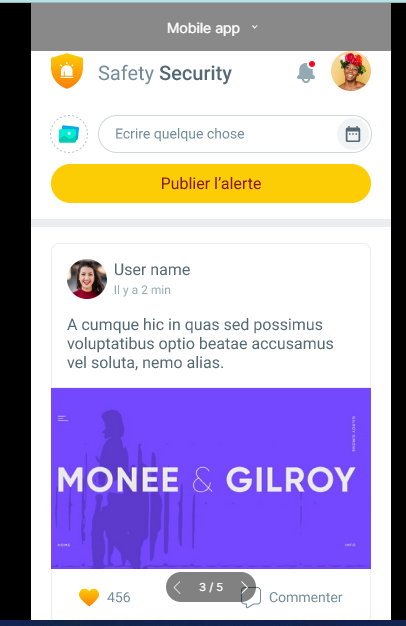 Mobile app
Safety Security
Ecrire quelque chose
Publier l’alerte
User name
Il y a 2 min
A cumque hic in quas sed possimus
voluptatibus optio beatae accusamus
vel soluta, nemo alias.
MONEE & GILROY
456
3 / 5
Commenter